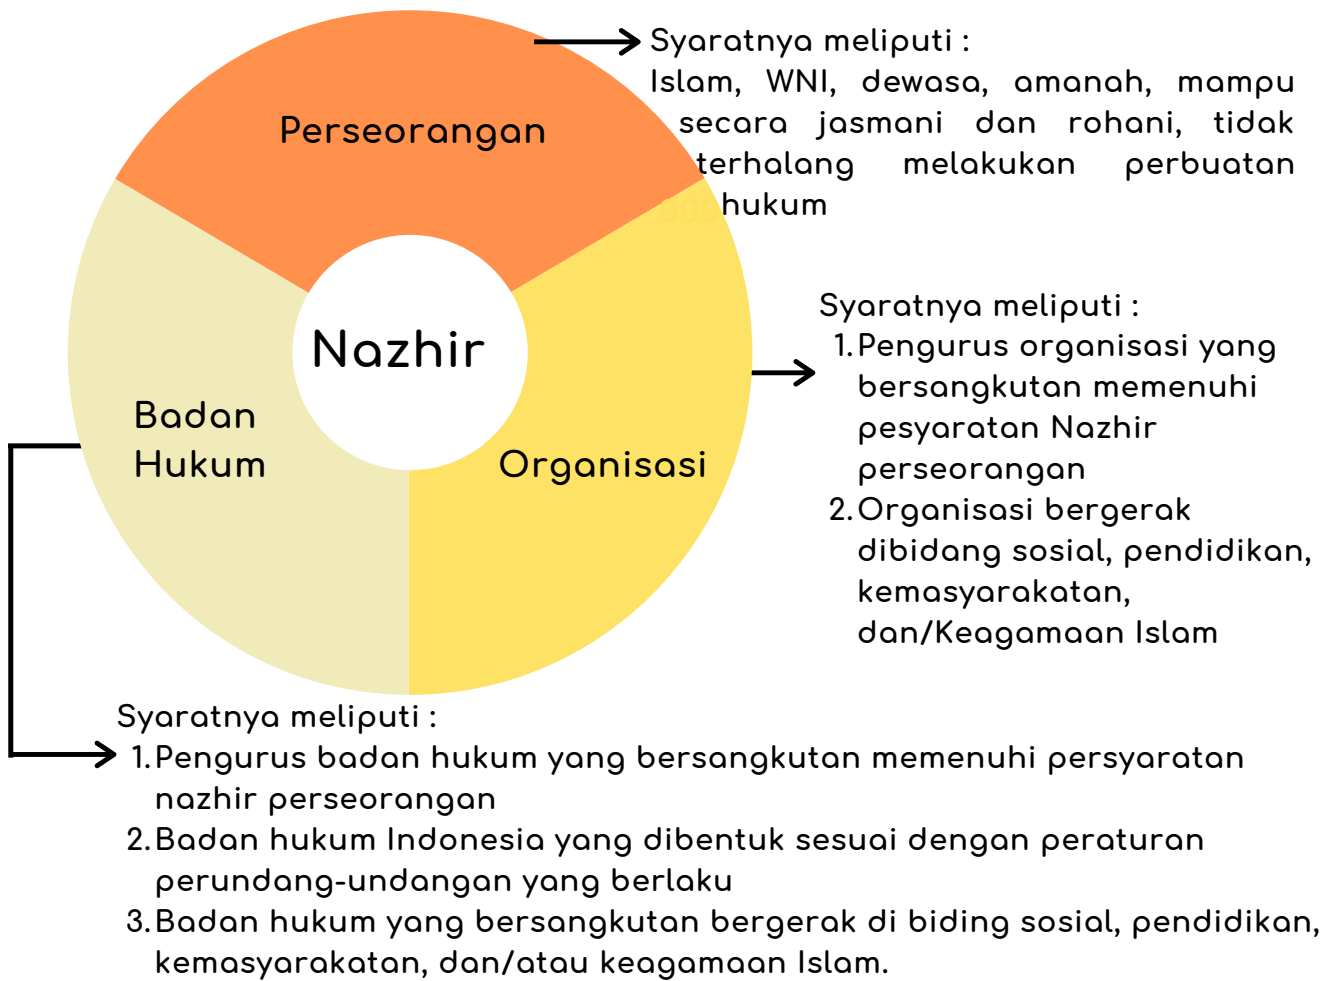 Perseorangan
Nazhir
Badan
Hukum
Organisasi
Syaratnya meliputi :
Islam, WNI, dewasa, amanah, mampu
secara jasmani dan rohani, tidak
terhalang melakukan perbuatan
ggghukum
Syaratnya meliputi :
1. Pengurus organisasi yang
bersangkutan memenuhi
pesyaratan Nazhir
perseorangan
2. Organisasi bergerak
dibidang sosial, pendidikan,
kemasyarakatan,
dan/Keagamaan Islam
Syaratnya meliputi :
1. Pengurus badan hukum yang bersangkutan memenuhi persyaratan
nazhir perseorangan
2. Badan hukum Indonesia yang dibentuk sesuai dengan peraturan
perundang-undangan yang berlaku
3. Badan hukum yang bersangkutan bergerak di biding sosial, pendidikan,
kemasyarakatan, dan/atau keagamaan Islam.